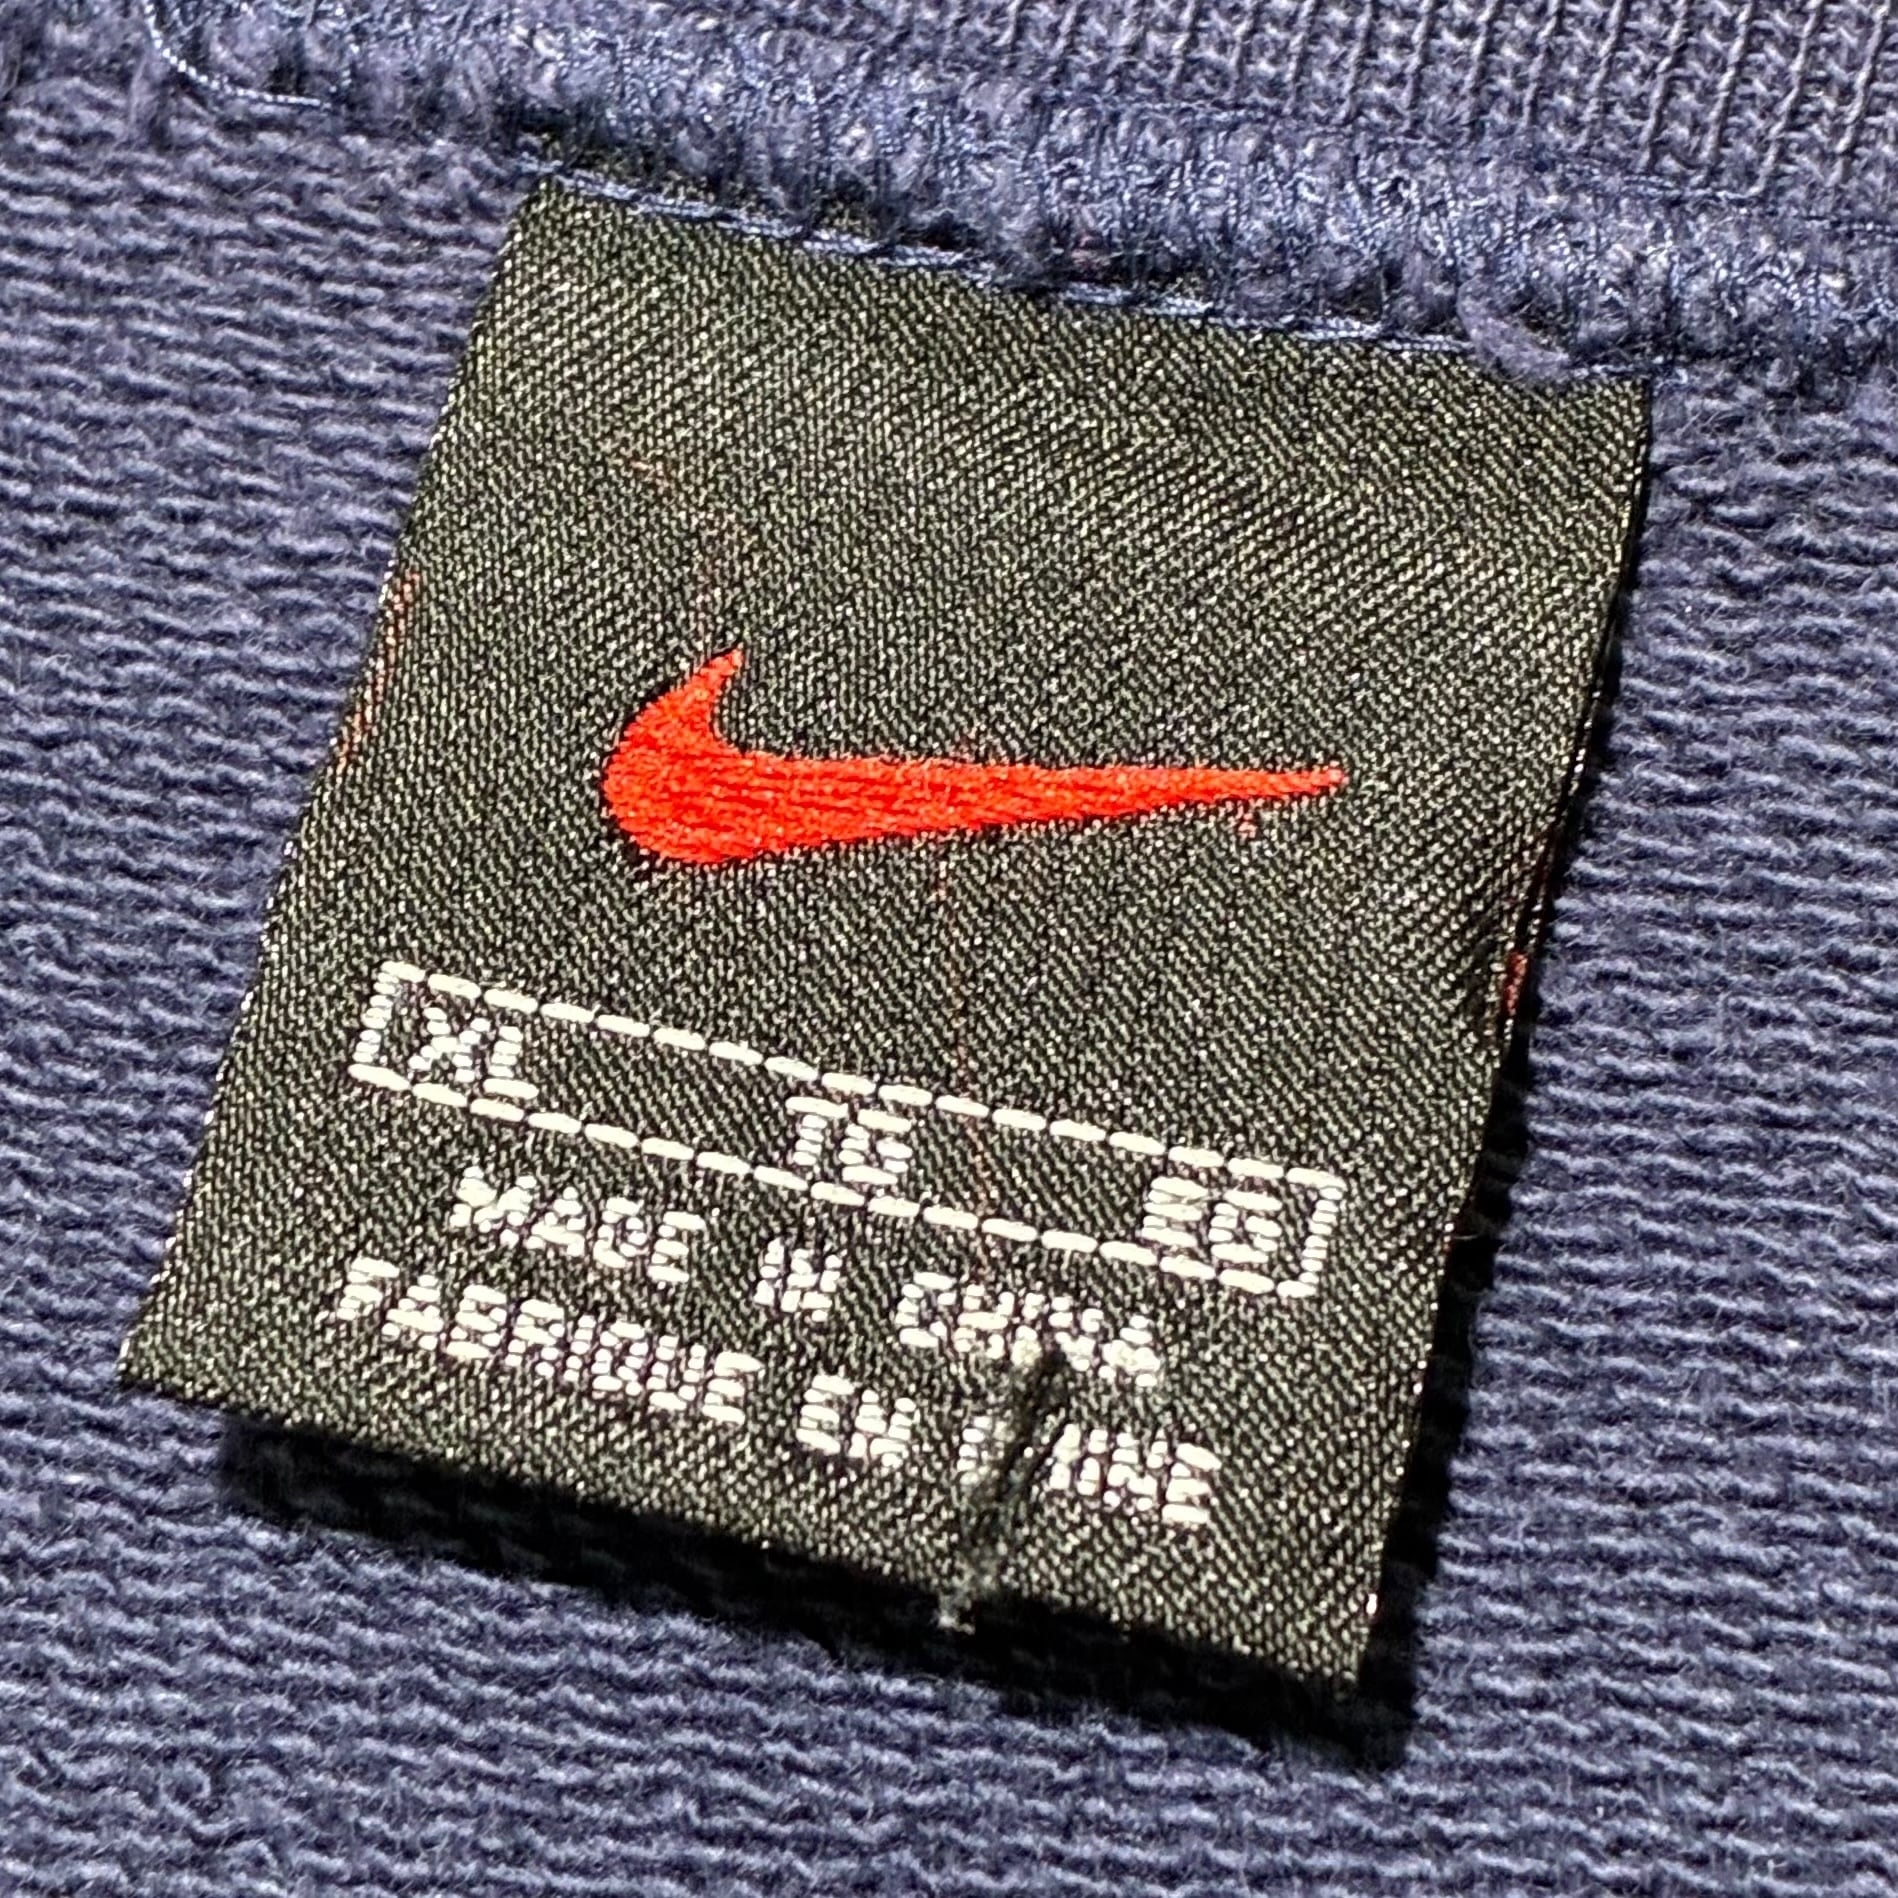 XL TG EG
MADE IN CHINA
FABRIQUE EN CHINE